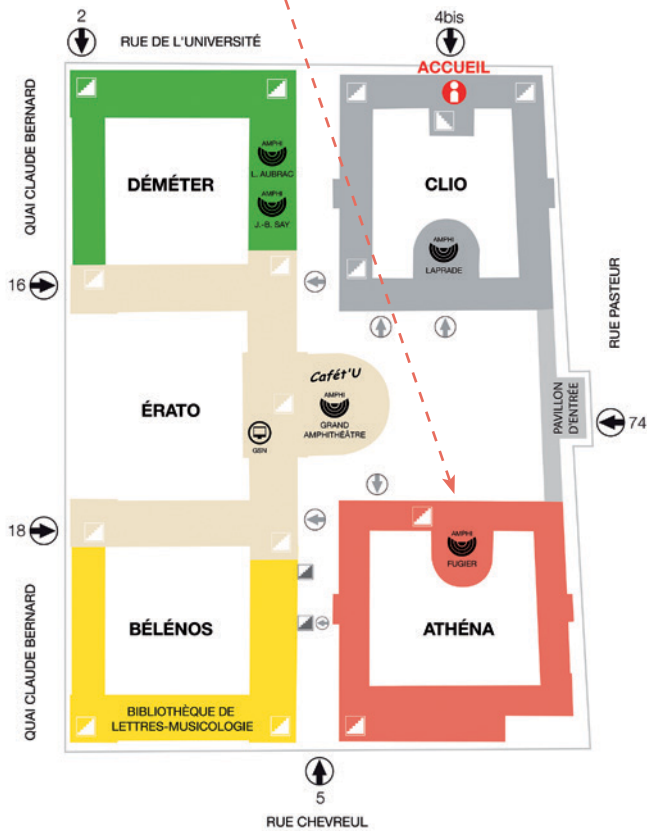 2
4bis
RUE DE L'UNIVERSITÉ
ACCUEIL
QUAI CLAUDE BERNARD
AMPHI
L. AUBRAC
DÉMÉTER
AMPHI
J.-B. SAY
CLIO
AMPHI
LAPRADE
16
RUE PASTEUR
Cafét'U
AMPHI
GRAND
AMPHITHÉÂTRE
ÉRATO
GSN
PAVILLON
D'ENTRÉE
74
18
AMPHI
FUGIER
QUAI CLAUDE BERNARD
BÉLÉNOS
ATHÉNA
BIBLIOTHÈQUE DE
LETTRES-MUSICOLOGIE
5
RUE CHEVREUL